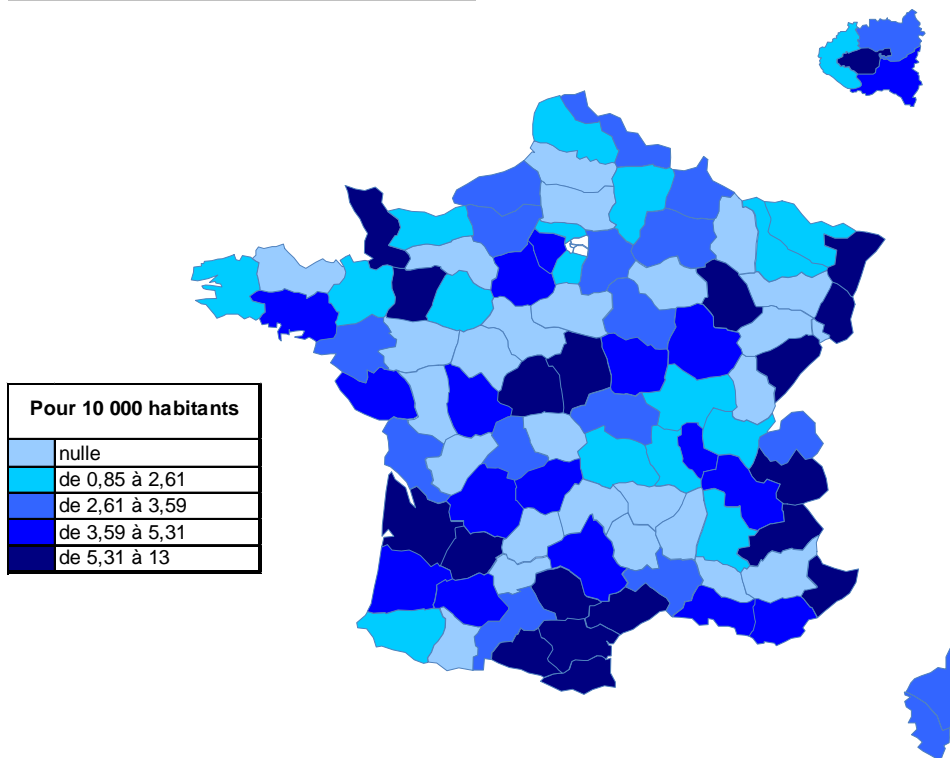 Pour 10 000 habitants
nulle
de 0,85 à 2,61
de 2,61 à 3,59
de 3,59 à 5,31
de 5,31 à 13